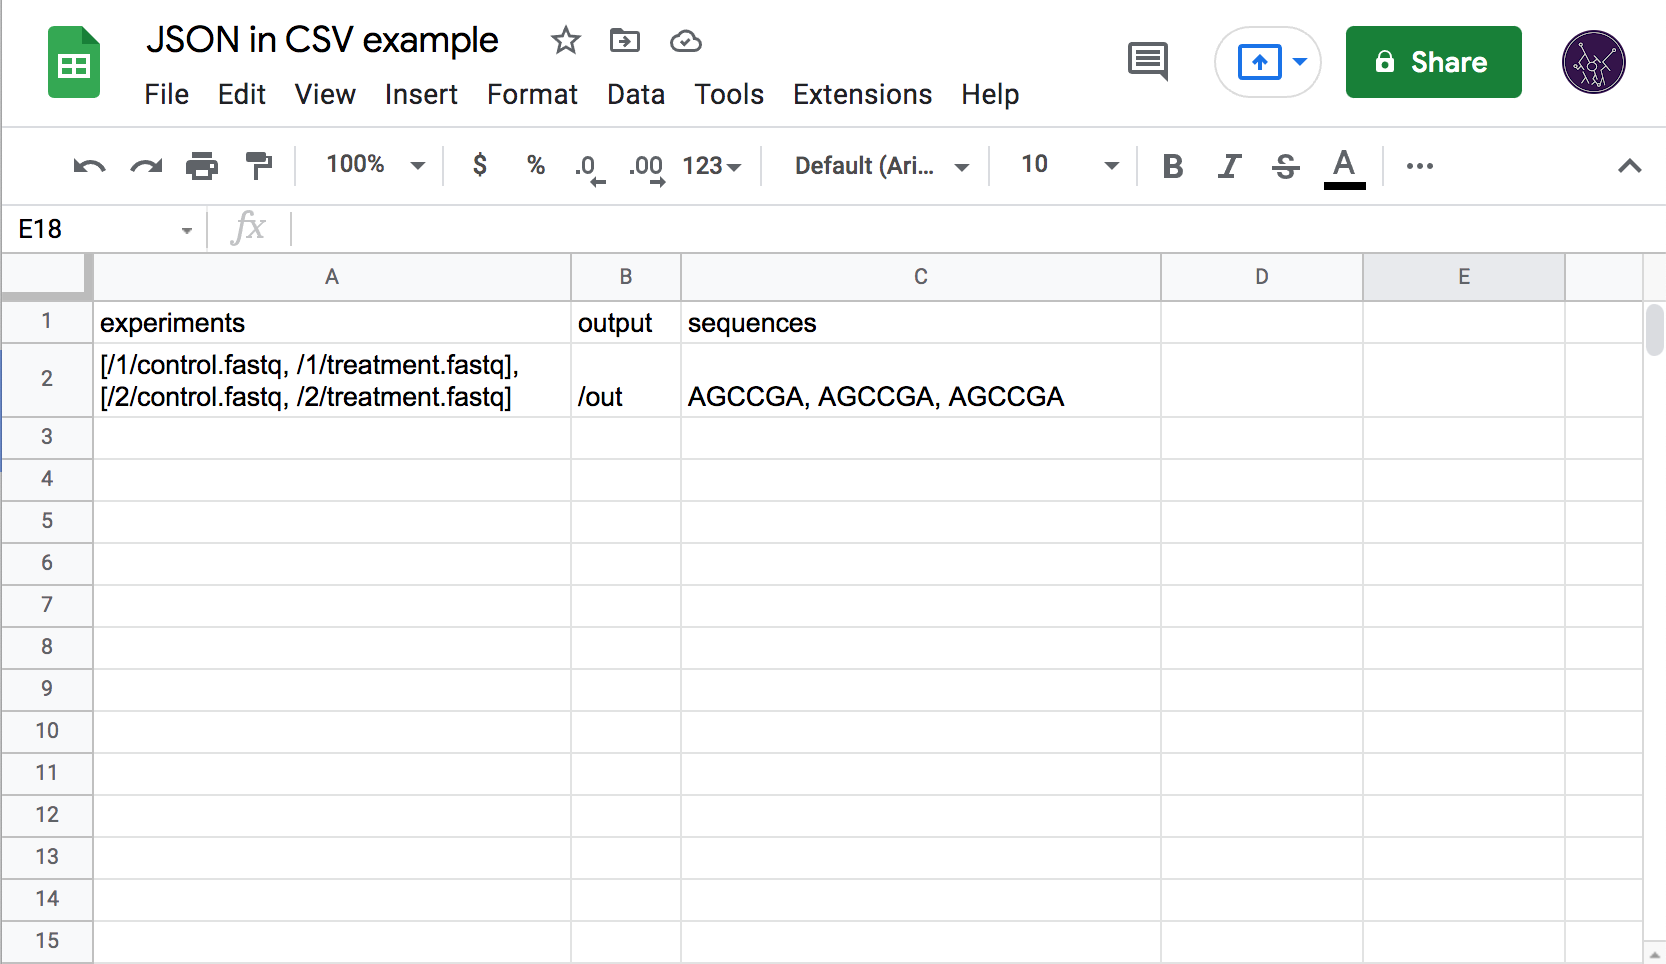 JSON in CSV example
File Edit View Insert Format Data Tools Extensions Help
Share
100% $ % .0 .00 123 Default (Ari... 10 B I S A
E18 fx
A B C D E
1 experiments output sequences
[/1/control.fastq, /1/treatment.fastq],
2 [/2/control.fastq, /2/treatment.fastq] /out AGCCGA, AGCCGA, AGCCGA
3
4
5
6
7
8
9
10
11
12
13
14
15